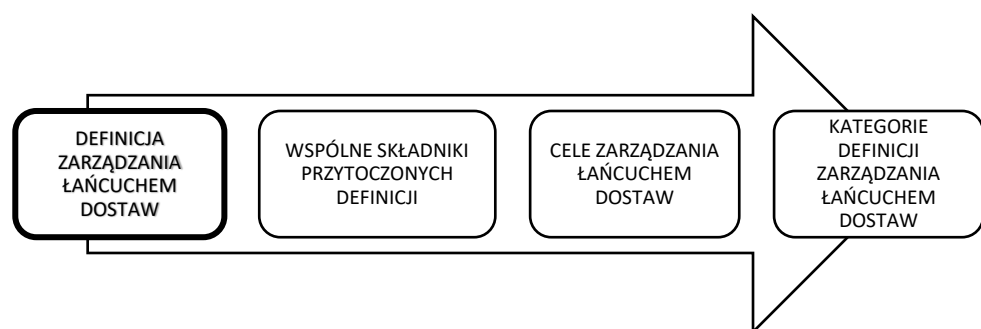 DEFINICJA
ZARZĄDZANIA
ŁAŃCUCHEM
DOSTAW
WSPÓLNE SKŁADNIKI
PRZYTOCZONYCH
DEFINICJI
CELE ZARZĄDZANIA
ŁAŃCUCHEM
DOSTAW
KATEGORIE
DEFINICJI
ZARZĄDZANIA
ŁAŃCUCHEM
DOSTAW